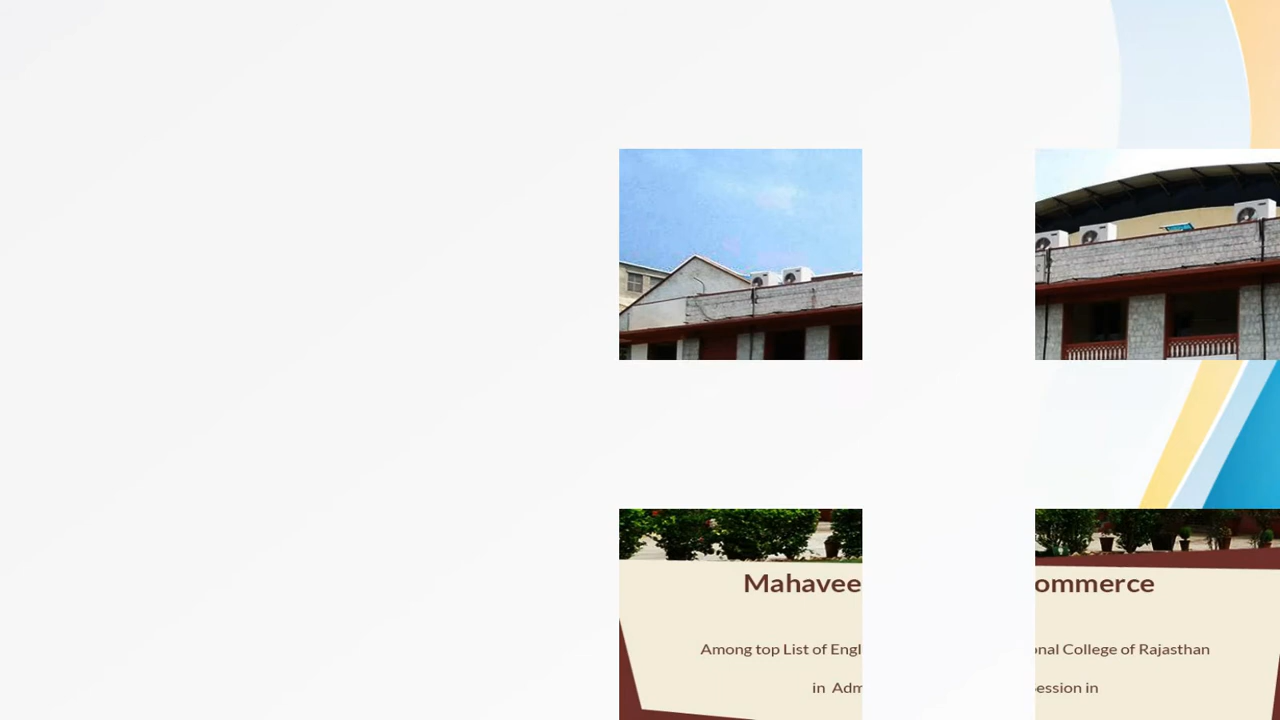 Mahavee ommerce
Among top List of Engl onal College of Rajasthan
in Adm ession in